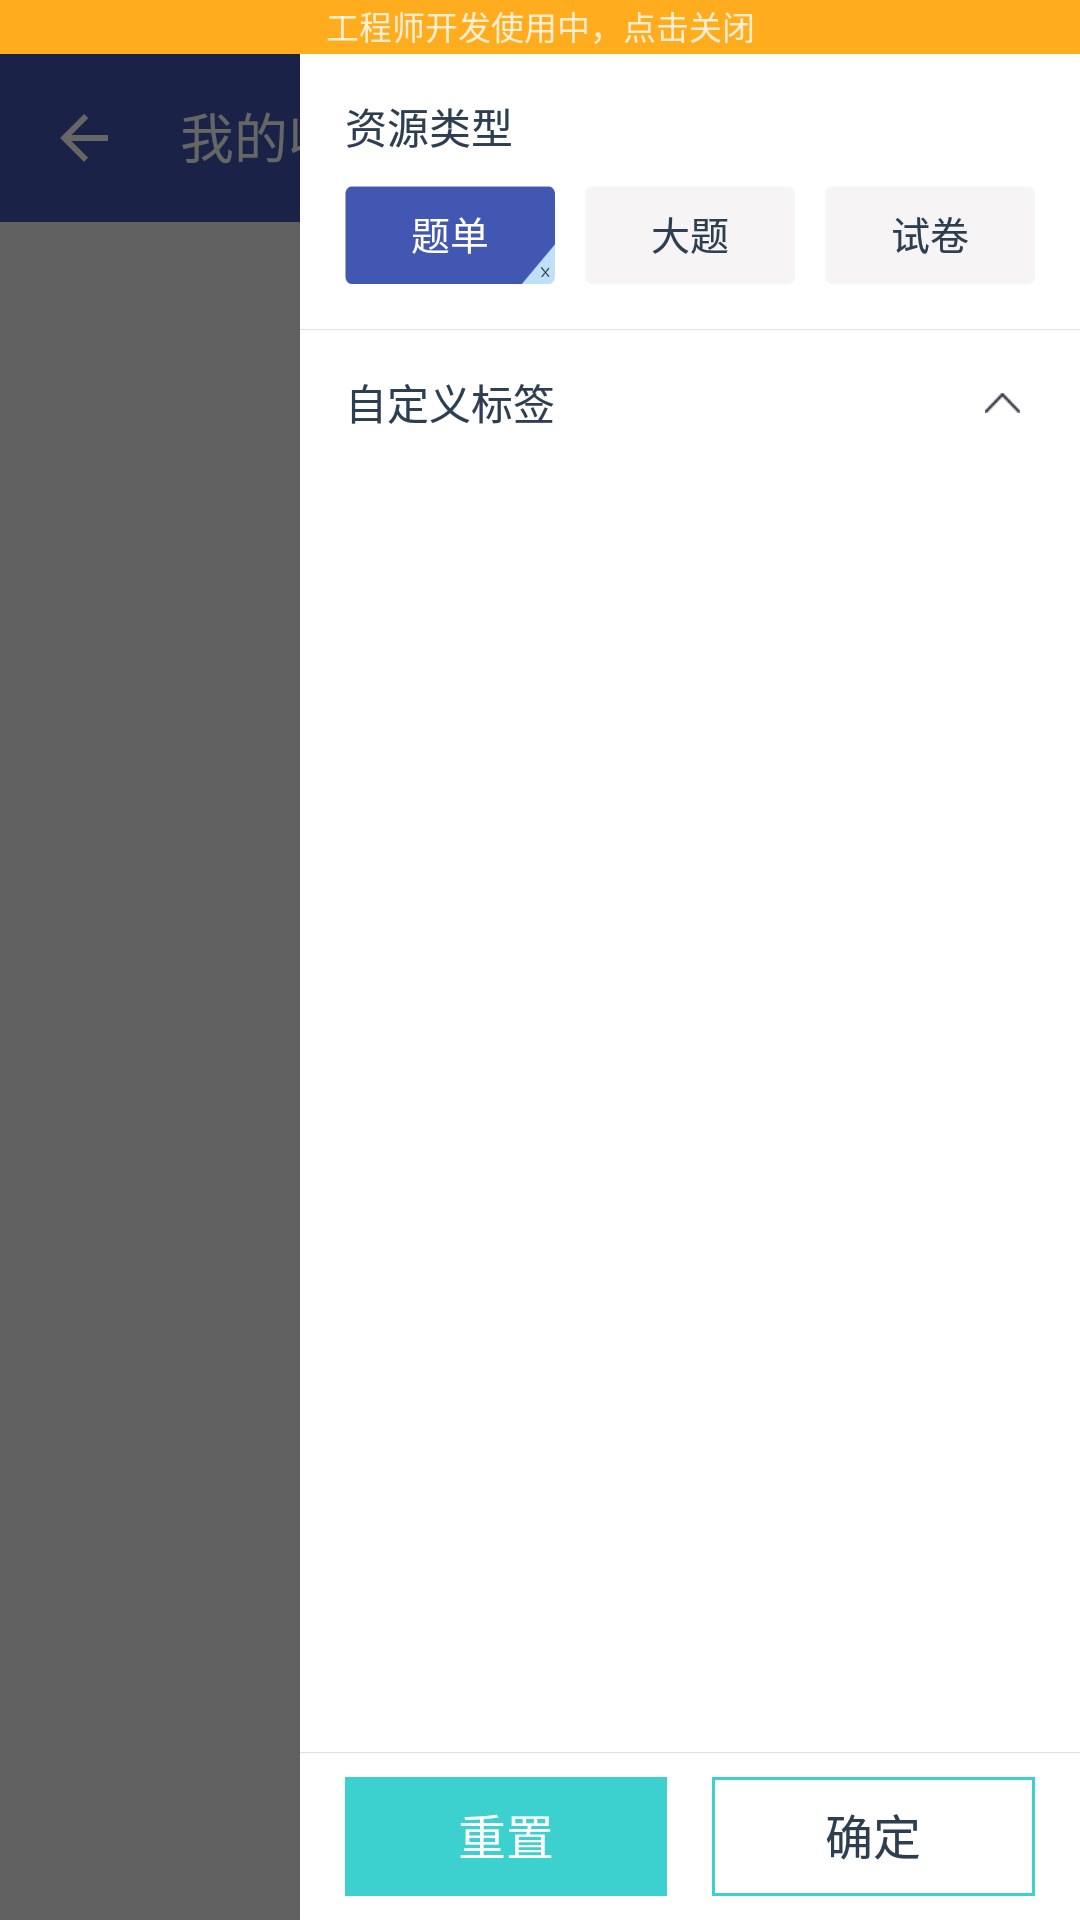 工程师开发使用中，点击关闭
我的
资源类型
题单 大题 试卷
自定义标签
重置 确定